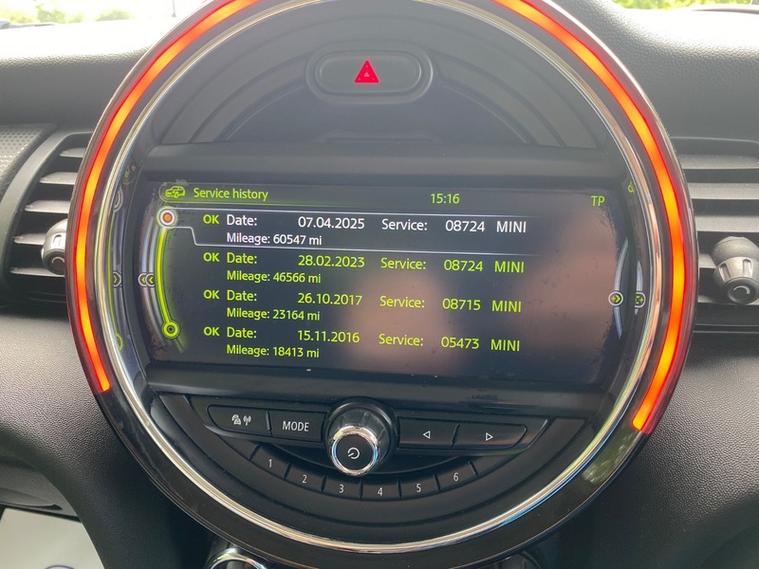 Service history 15:16 TP
OK Date: 07.04.2025 Service: 08724 MINI
Mileage: 60547 mi
OK Date: 28.02.2023 Service: 08724 MINI
Mileage: 46566 mi
OK Date: 26.10.2017 Service: 08715 MINI
Mileage: 23164 mi
OK Date: 15.11.2016 Service: 05473 MINI
Mileage: 18413 mi
MODE
1 2 3 4 5 6